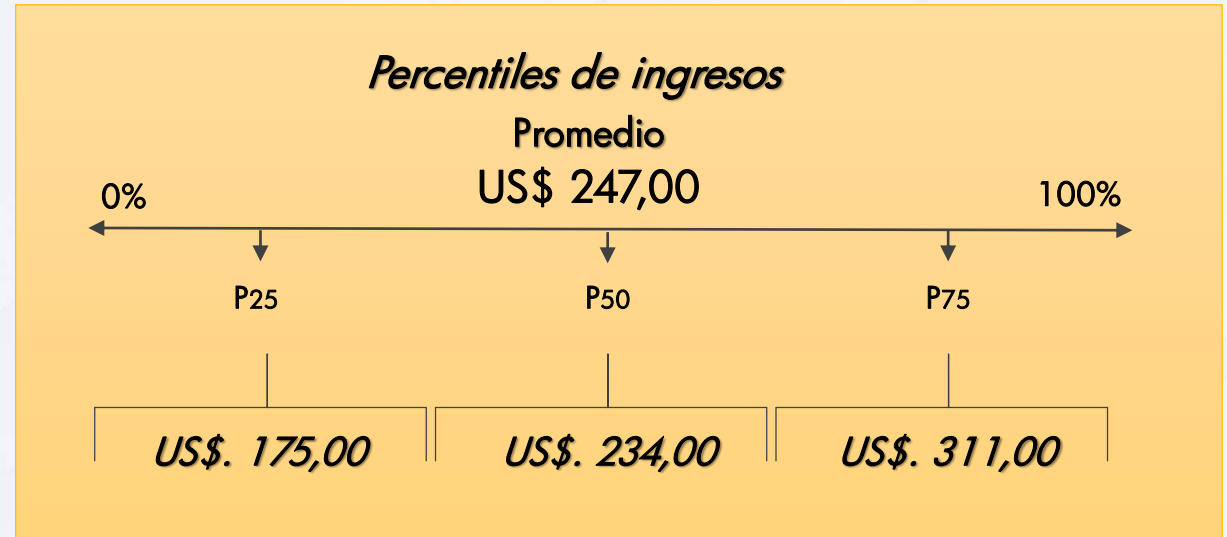 Percentiles de ingresos
Promedio
US$ 247,00
0%
100%
P25
P50
P75
US$. 175,00
US$. 234,00
US$. 311,00